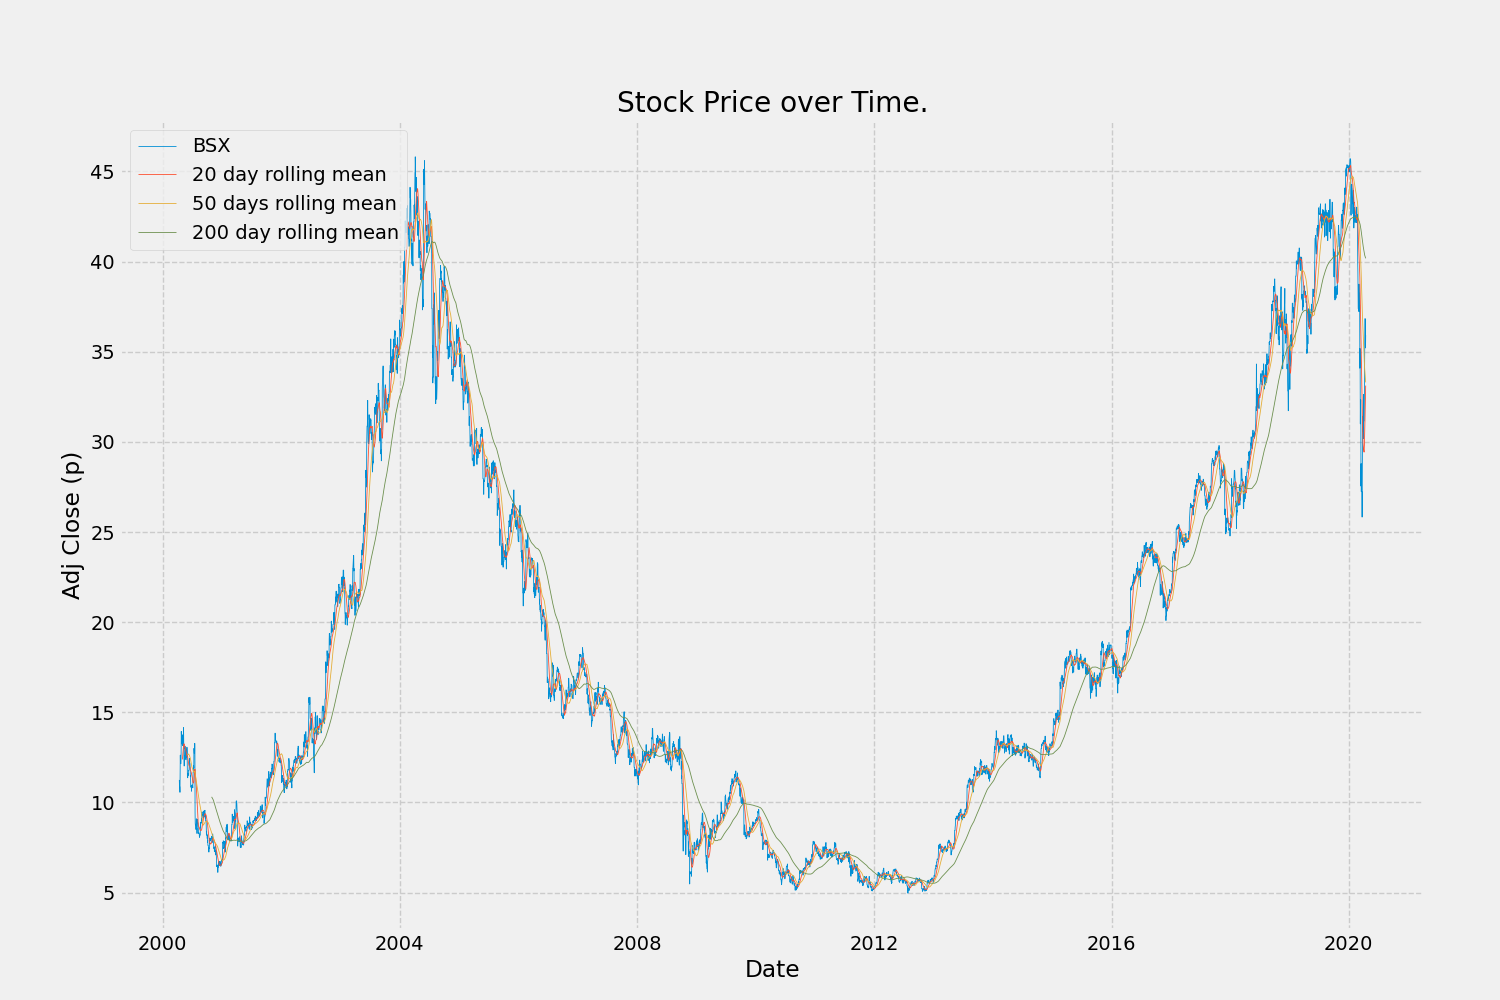 Stock Price over Time.
BSX
20 day rolling mean
50 days rolling mean
200 day rolling mean
45
40
35
30
25
20
15
10
5
Adj Close (p)
2000 2004 2008 2012 2016 2020
Date